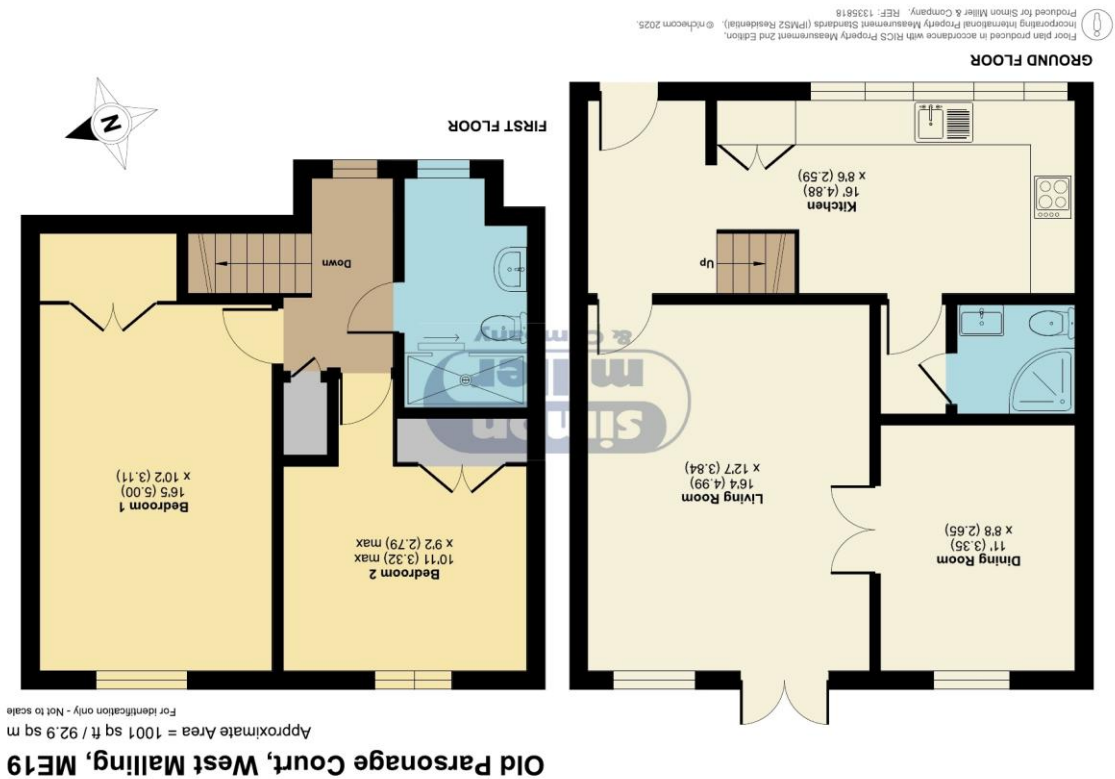 Old Parsonage Court, West Malling, ME19
Approximate Area = 1001 sq ft / 92.9 sq m
For identification only - Not to scale
Dining Room
11' (3.35)
x 8'8 (2.65)
Living Room
16'4 (4.99)
x 12'7 (3.84)
Kitchen
16' (4.88)
x 8'6 (2.59)
Up
GROUND FLOOR
Bedroom 2
10'11 (3.32) max
x 9'2 (2.79) max
Bedroom 1
16'5 (5.00)
x 10'2 (3.11)
Down
FIRST FLOOR
N
simon
miller
& Company
Floor plan produced in accordance with RICS Property Measurement 2nd Edition,
Incorporating International Property Measurement Standards (IPMS2 Residential). © nichecom 2025.
Produced for Simon Miller & Company. REF: 1335818